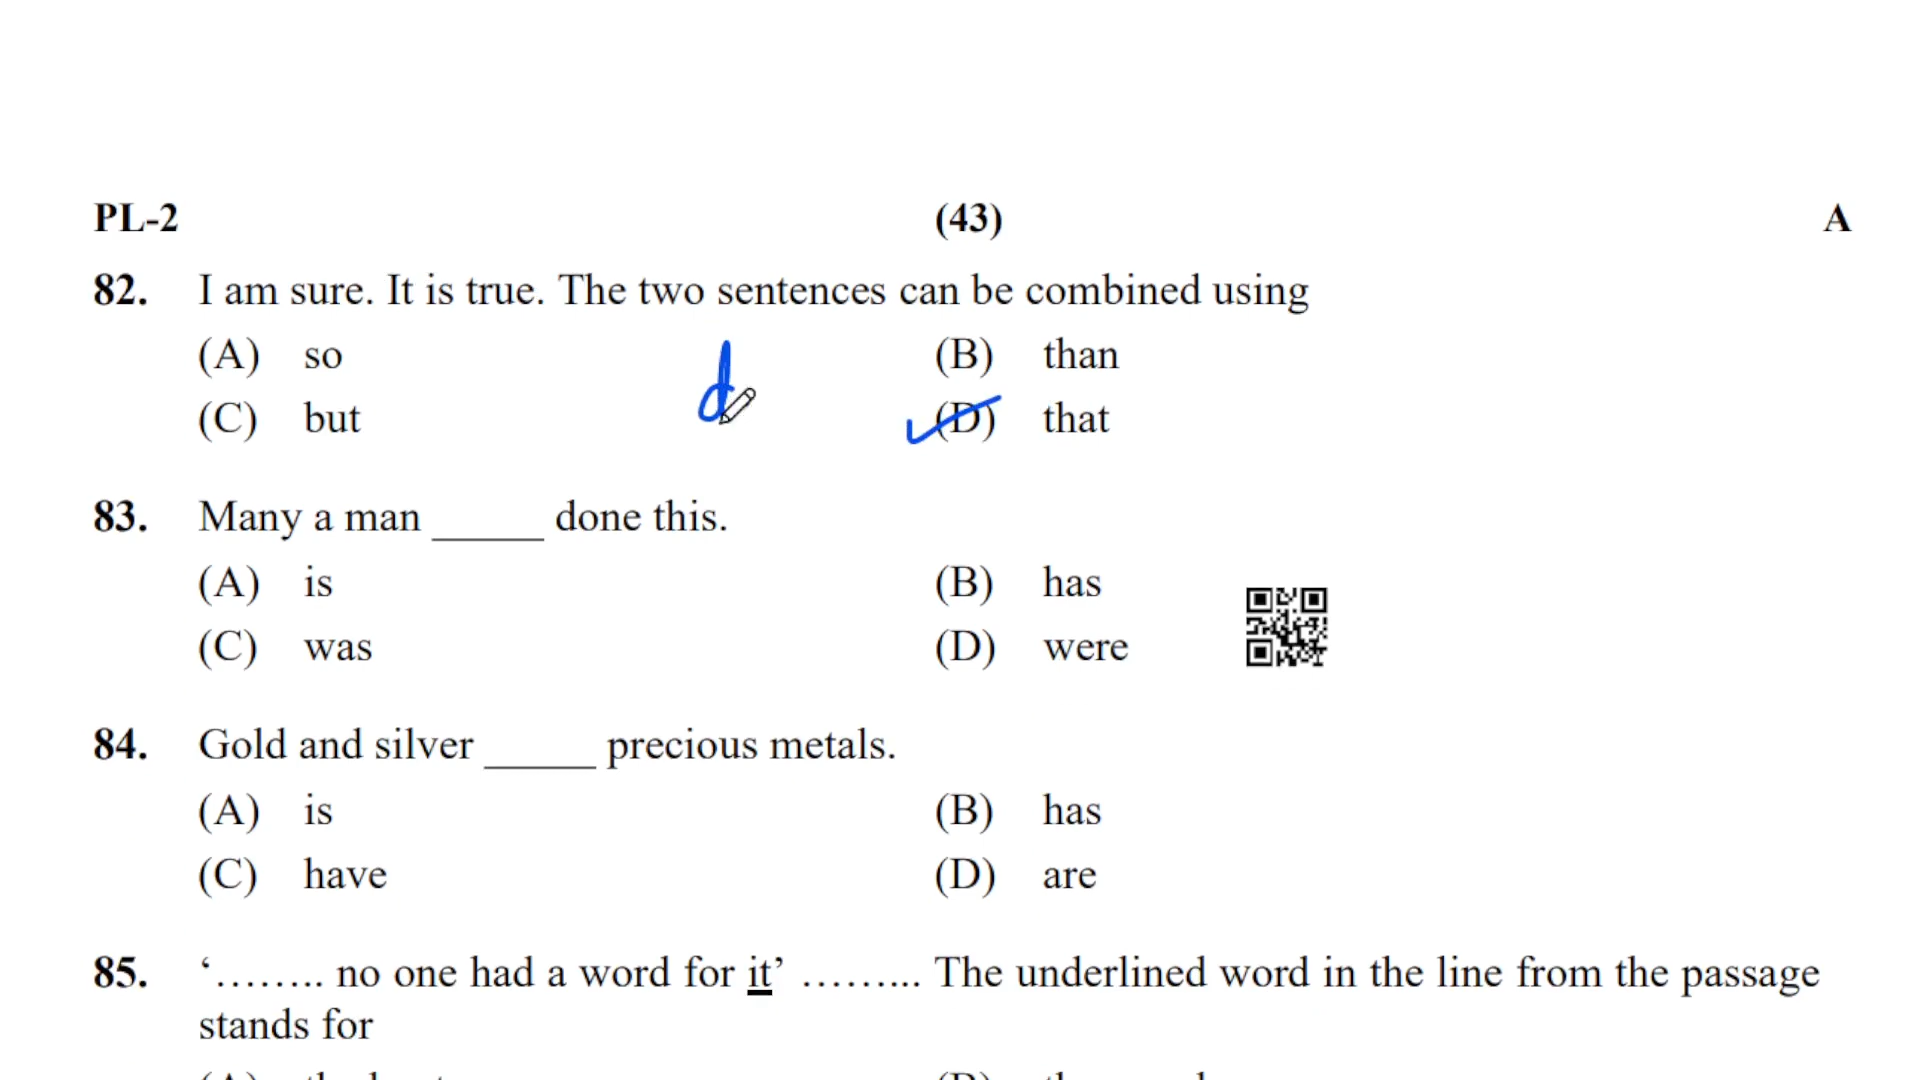 PL-2 (43) A
82. I am sure. It is true. The two sentences can be combined using
(A) so (B) than
d
(C) but (D) that
83. Many a man _____ done this.
(A) is (B) has
(C) was (D) were
84. Gold and silver _____ precious metals.
(A) is (B) has
(C) have (D) are
85. ‘........ no one had a word for it’ ......... The underlined word in the line from the passage
stands for